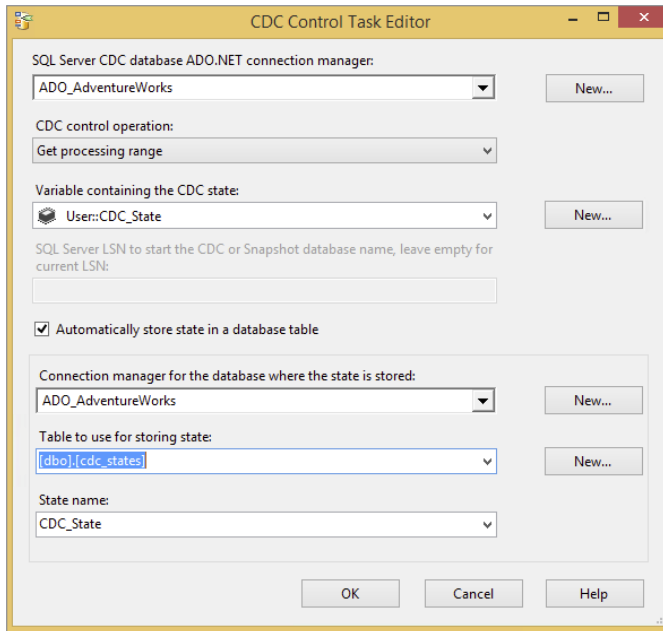 CDC Control Task Editor
SQL Server CDC database ADO.NET connection manager:
ADO_AdventureWorks
New...
CDC control operation:
Get processing range
Variable containing the CDC state:
User::CDC_State
New...
SQL Server LSN to start the CDC or Snapshot database name, leave empty for
current LSN:
Automatically store state in a database table
Connection manager for the database where the state is stored:
ADO_AdventureWorks
New...
Table to use for storing state:
[dbo].[cdc_states]
New...
State name:
CDC_State
OK
Cancel
Help